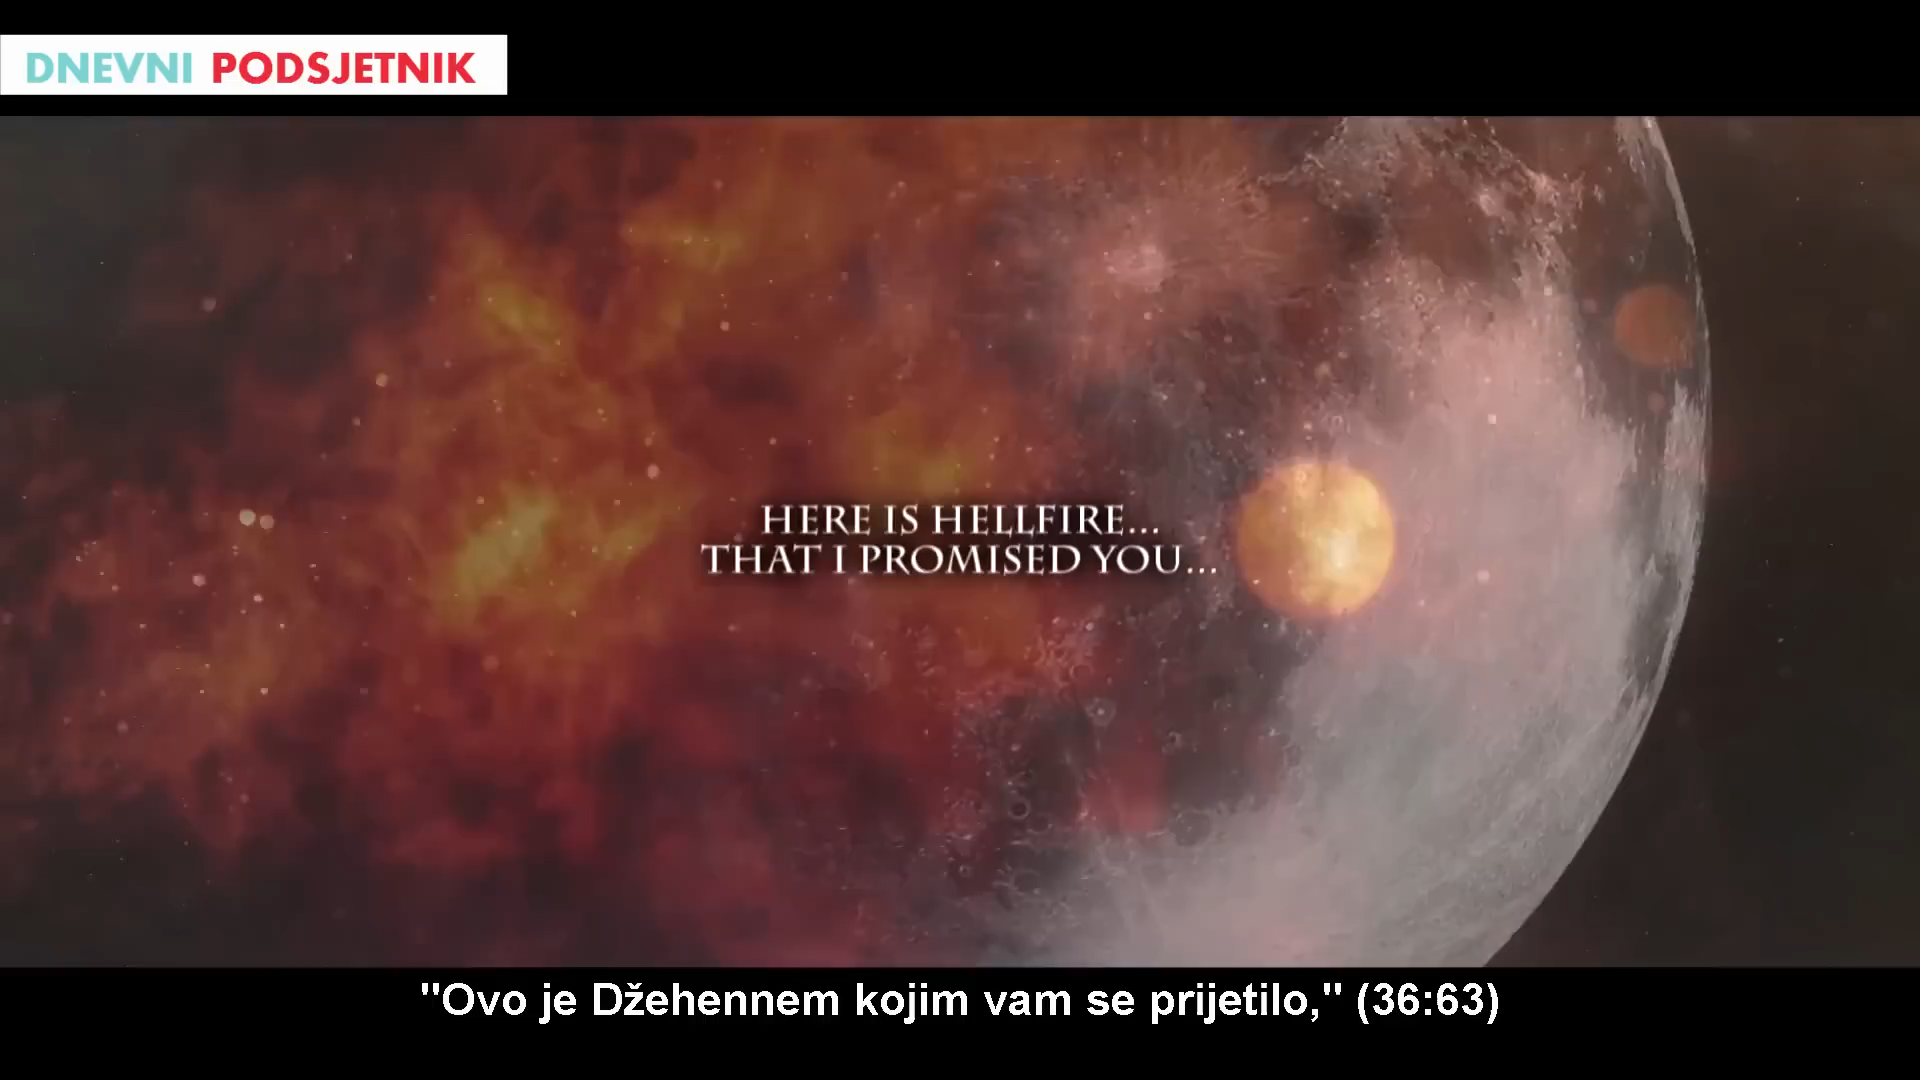 DNEVNI PODSJETNIK
HERE IS HELLFIRE...
THAT I PROMISED YOU...
"Ovo je Džehennem kojim vam se prijetilo," (36:63)